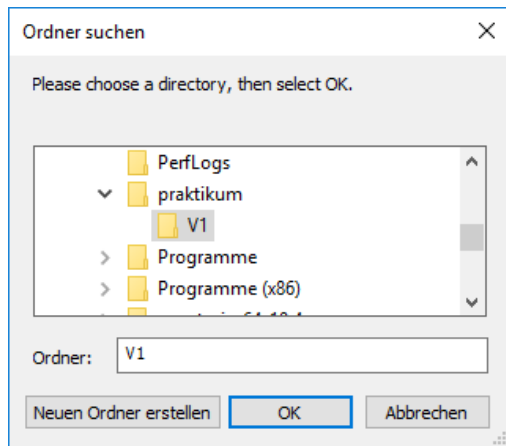 Ordner suchen
Please choose a directory, then select OK.
PerfLogs
praktikum
V1
Programme
Programme (x86)
Ordner:
V1
Neuen Ordner erstellen
OK
Abbrechen